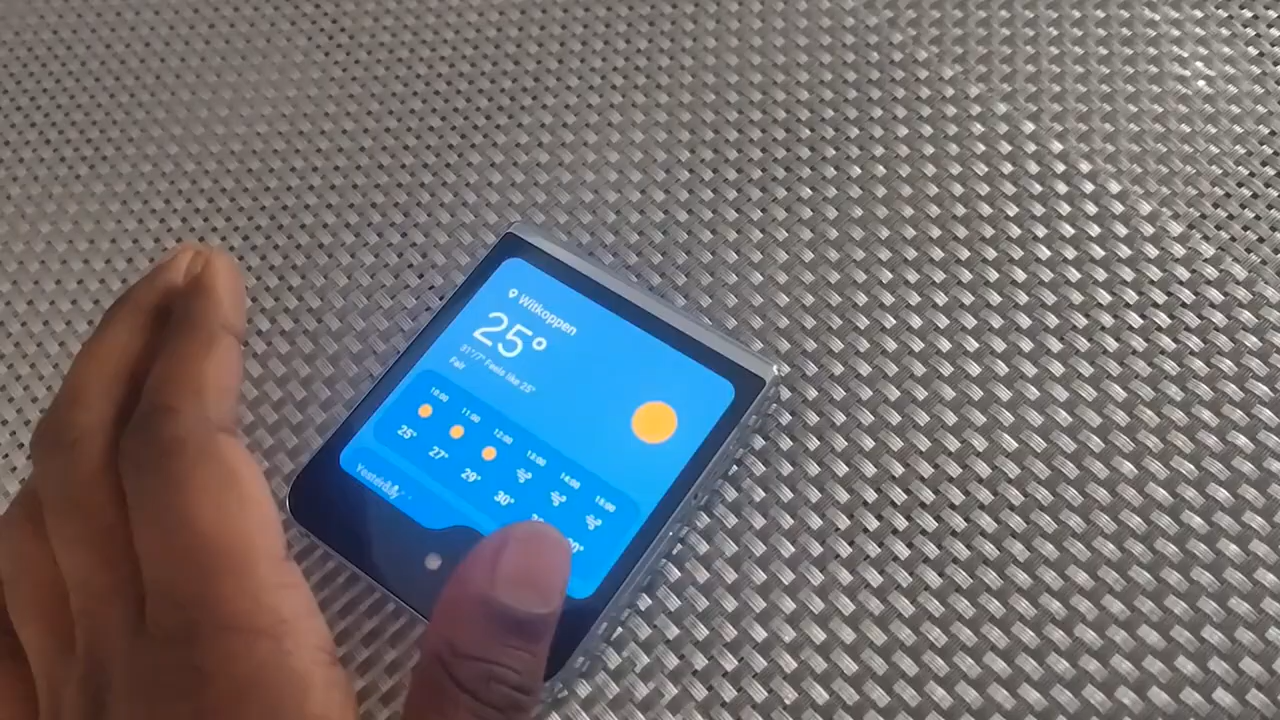 Witkoppen
25°
31°/7° Feels like 25°
Fair
10:00 11:00 12:00 13:00 14:00 15:00
25° 27° 29° 30°
Yesterday